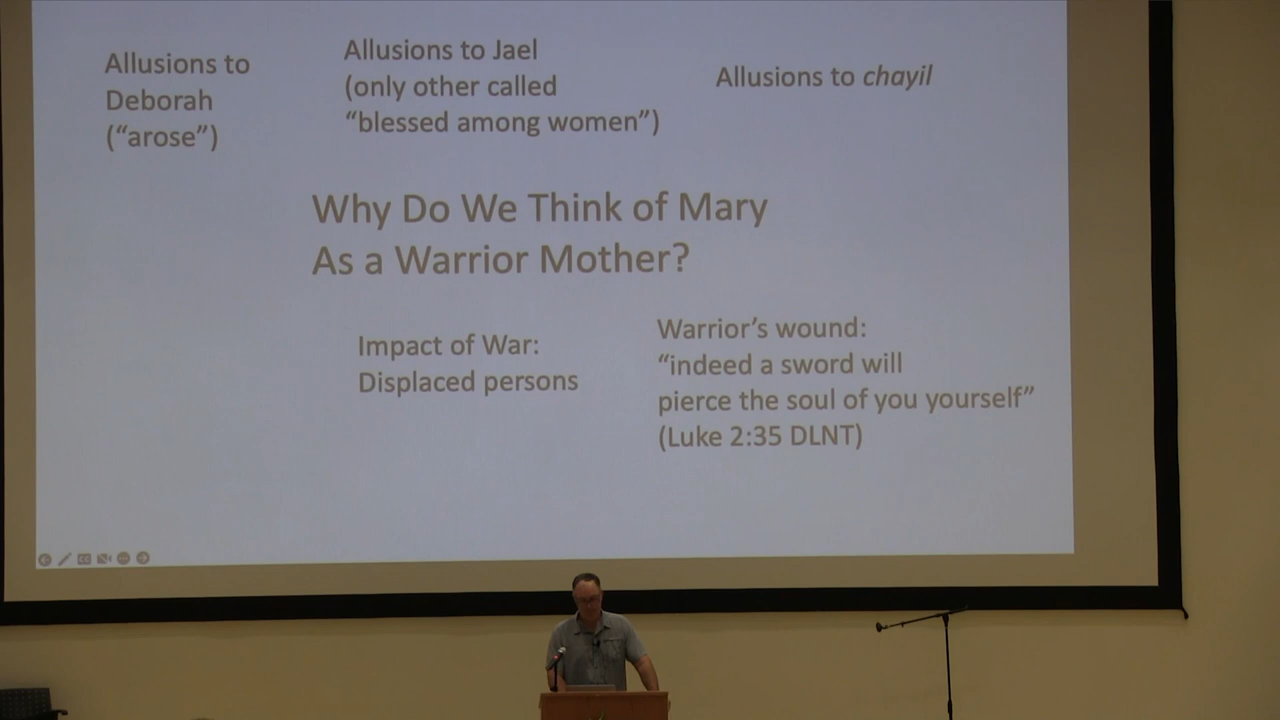 Allusions to
Deborah
(“arose”)
Allusions to Jael
(only other called
“blessed among women”)
Allusions to chayil
Why Do We Think of Mary
As a Warrior Mother?
Impact of War:
Displaced persons
Warrior’s wound:
“indeed a sword will
pierce the soul of you yourself”
(Luke 2:35 DLNT)